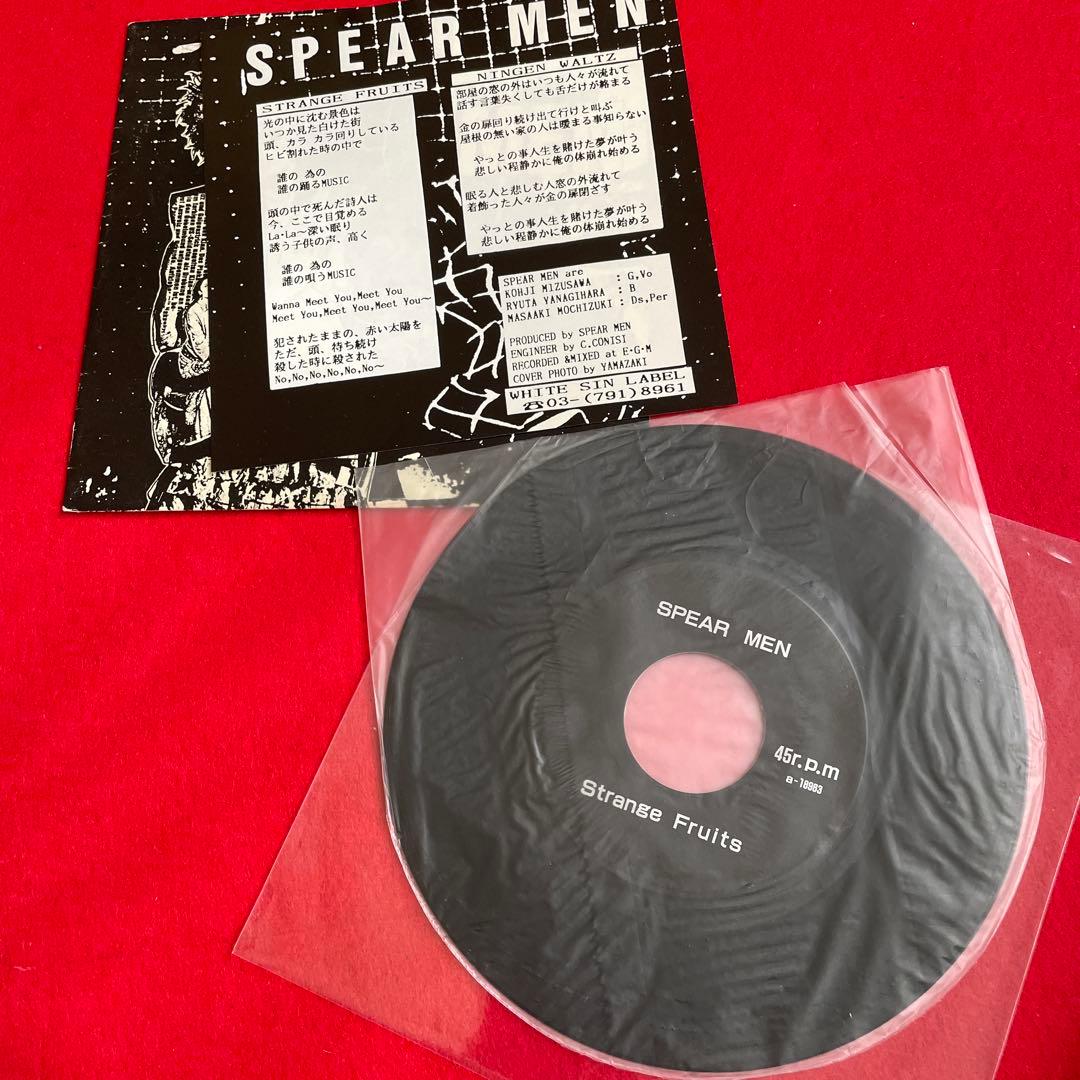 SPEAR MEN
STRANGE FRUITS
光の中に沈む景色は
いつか見た白けた街
頭、カラ カラ回りしている
ヒビ割れた時の中で
誰の 為の
誰の踊るMUSIC
頭の中で死んだ詩人は
今、ここで目覚める
La・La〜深い眠り
誘う子供の声、高く
誰の 為の
誰の唄うMUSIC
Wanna Meet You,Meet You
Meet You,Meet You,Meet You〜
犯されたままの、赤い太陽を
ただ、頭、待ち続け
殺した時に殺された
No,No,No,No,No,No〜
NINGEN WALTZ
部屋の窓の外はいつも人々が流れて
話す言葉失くしても舌だけが絡まる
金の扉回り続け出て行けと叫ぶ
屋根の無い家の人は暖まる事知らない
やっとの事人生を賭けた夢が叶う
悲しい程静かに俺の体崩れ始める
眠る人と悲しむ人窓の外流れて
着飾った人々が金の扉閉ざす
やっとの事人生を賭けた夢が叶う
悲しい程静かに俺の体崩れ始める
SPEAR MEN are
KOHJI MIZUSAWA : G,Vo
RYUTA YANAGIHARA : B
MASAAKI MOCHIZUKI : Ds,Per
PRODUCED by SPEAR MEN
ENGINEER by C.CONISI
RECORDED &MIXED at E・G・M
COVER PHOTO by YAMAZAKI
WHITE SIN LABEL
☎03-(791)8961
SPEAR MEN
45r.p.m
a-18983
Strange Fruits